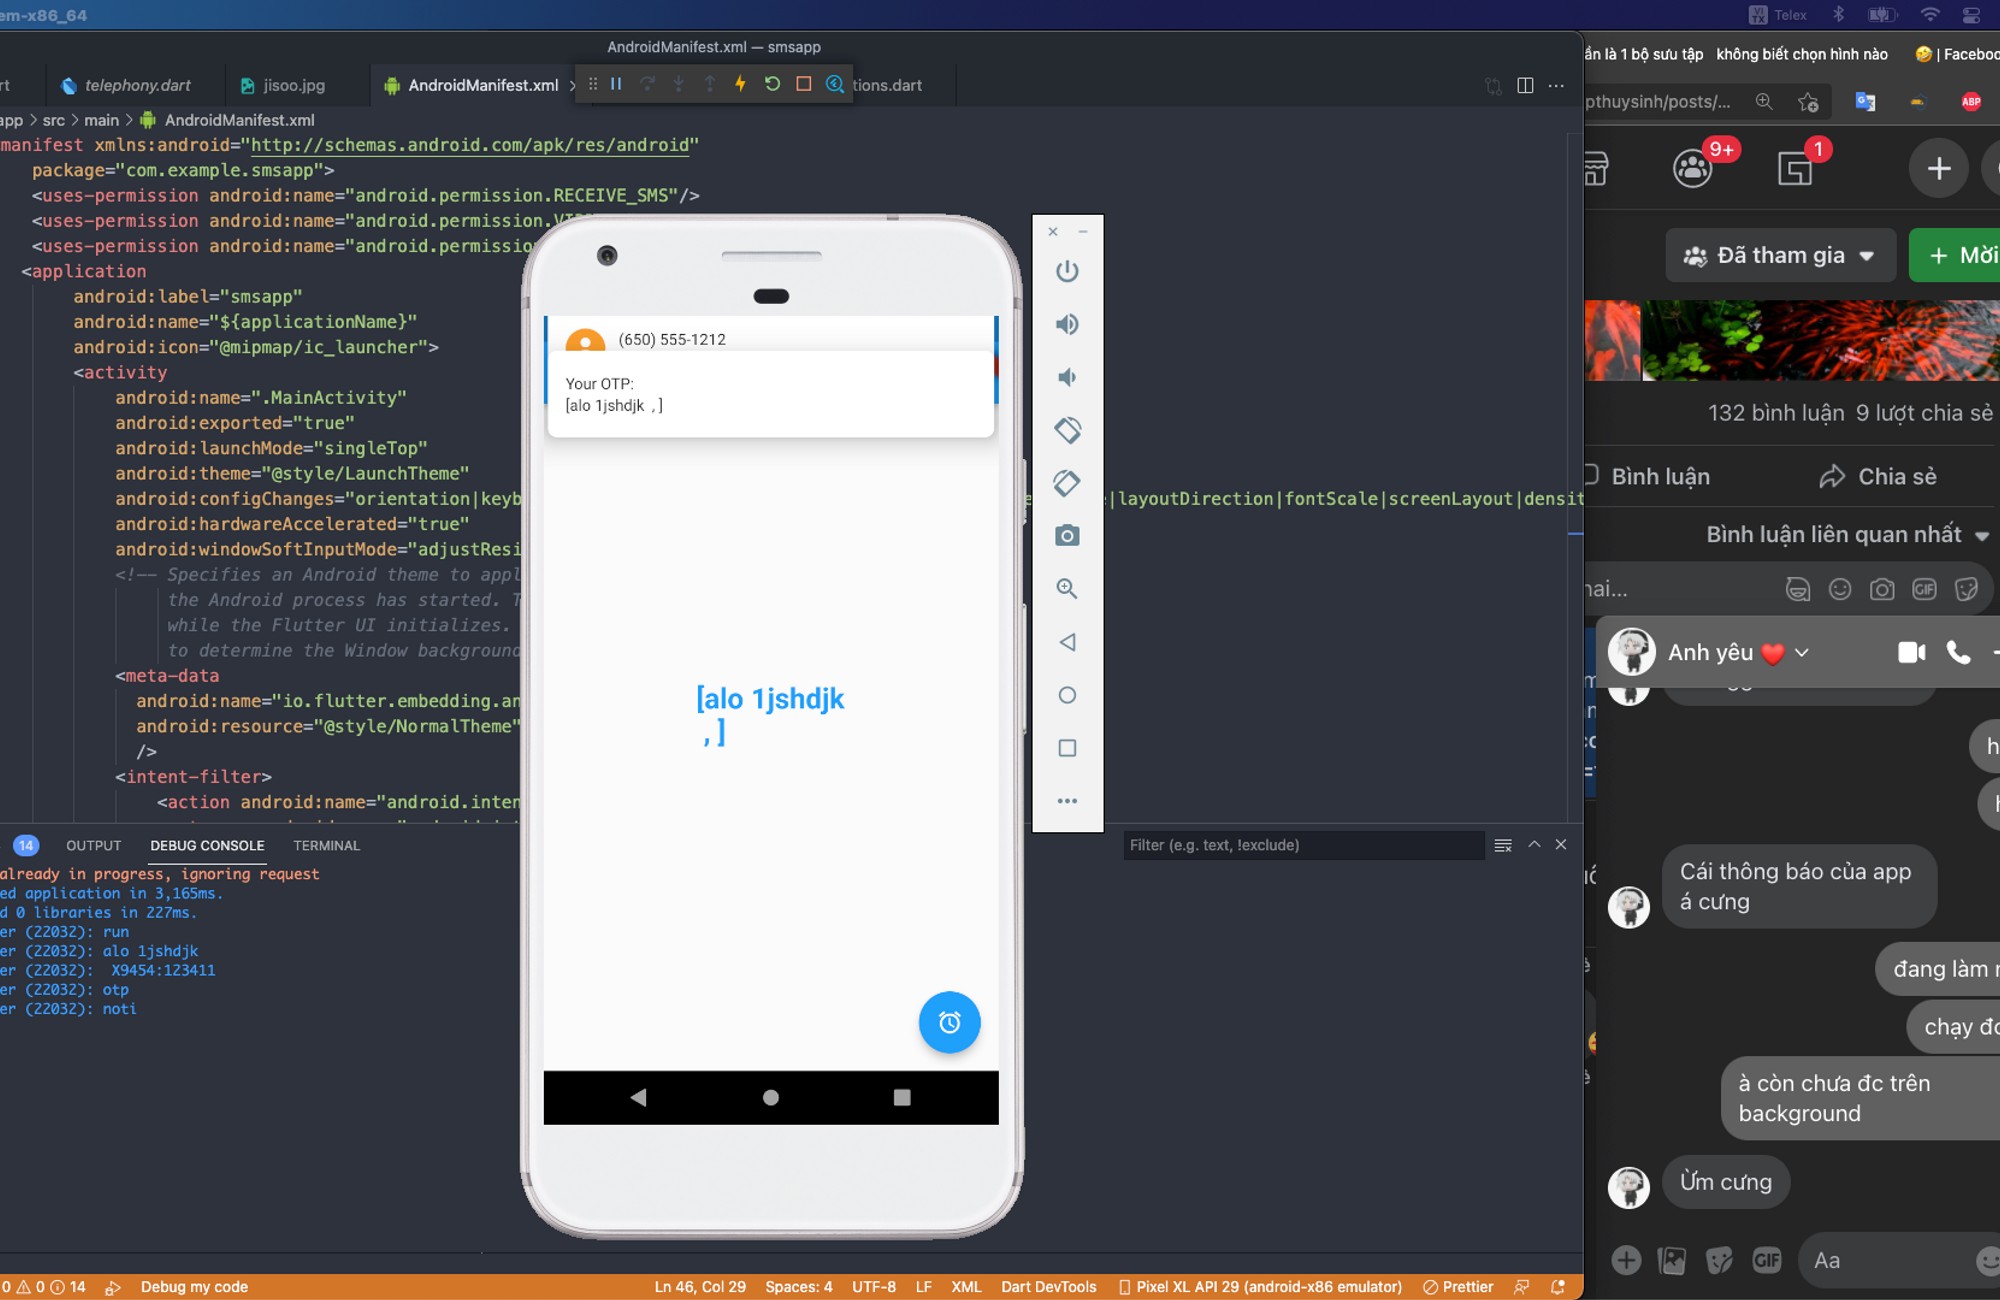 em-x86_64
Telex
AndroidManifest.xml — smsapp
rt
telephony.dart
jisoo.jpg
AndroidManifest.xml
tions.dart
app > src > main > AndroidManifest.xml
manifest xmlns:android="http://schemas.android.com/apk/res/android"
package="com.example.smsapp">
<uses-permission android:name="android.permission.RECEIVE_SMS"/>
<uses-permission android:name="android.permission.VIB
<uses-permission android:name="android.permissio
<application
android:label="smsapp"
android:name="${applicationName}"
android:icon="@mipmap/ic_launcher">
<activity
android:name=".MainActivity"
android:exported="true"
android:launchMode="singleTop"
android:theme="@style/LaunchTheme"
android:configChanges="orientation|keyb
e|layoutDirection|fontScale|screenLayout|densit
android:hardwareAccelerated="true"
android:windowSoftInputMode="adjustResi
<!-- Specifies an Android theme to appl
the Android process has started. T
while the Flutter UI initializes.
to determine the Window background
<meta-data
android:name="io.flutter.embedding.an
android:resource="@style/NormalTheme"
/>
<intent-filter>
<action android:name="android.inten
(650) 555-1212
Your OTP:
[alo 1jshdjk , ]
[alo 1jshdjk
, ]
14
OUTPUT
DEBUG CONSOLE
TERMINAL
Filter (e.g. text, !exclude)
already in progress, ignoring request
ed application in 3,165ms.
d 0 libraries in 227ms.
er (22032): run
er (22032): alo 1jshdjk
er (22032):  X9454:123411
er (22032): otp
er (22032): noti
0 0 14
Debug my code
Ln 46, Col 29
Spaces: 4
UTF-8
LF
XML
Dart DevTools
Pixel XL API 29 (android-x86 emulator)
Prettier
ẩn là 1 bộ sưu tập không biết chọn hình nào 🤣 | Faceboo
pthuysinh/posts/...
ABP
9+
1
Đã tham gia
+ Mời
132 bình luận 9 lượt chia sẻ
Bình luận
Chia sẻ
Bình luận liên quan nhất
hai...
GIF
Anh yêu ❤️
h
Cái thông báo của app
á cưng
đang làm
chạy
à còn chưa đc trên
background
Ừm cưng
GIF
Aa